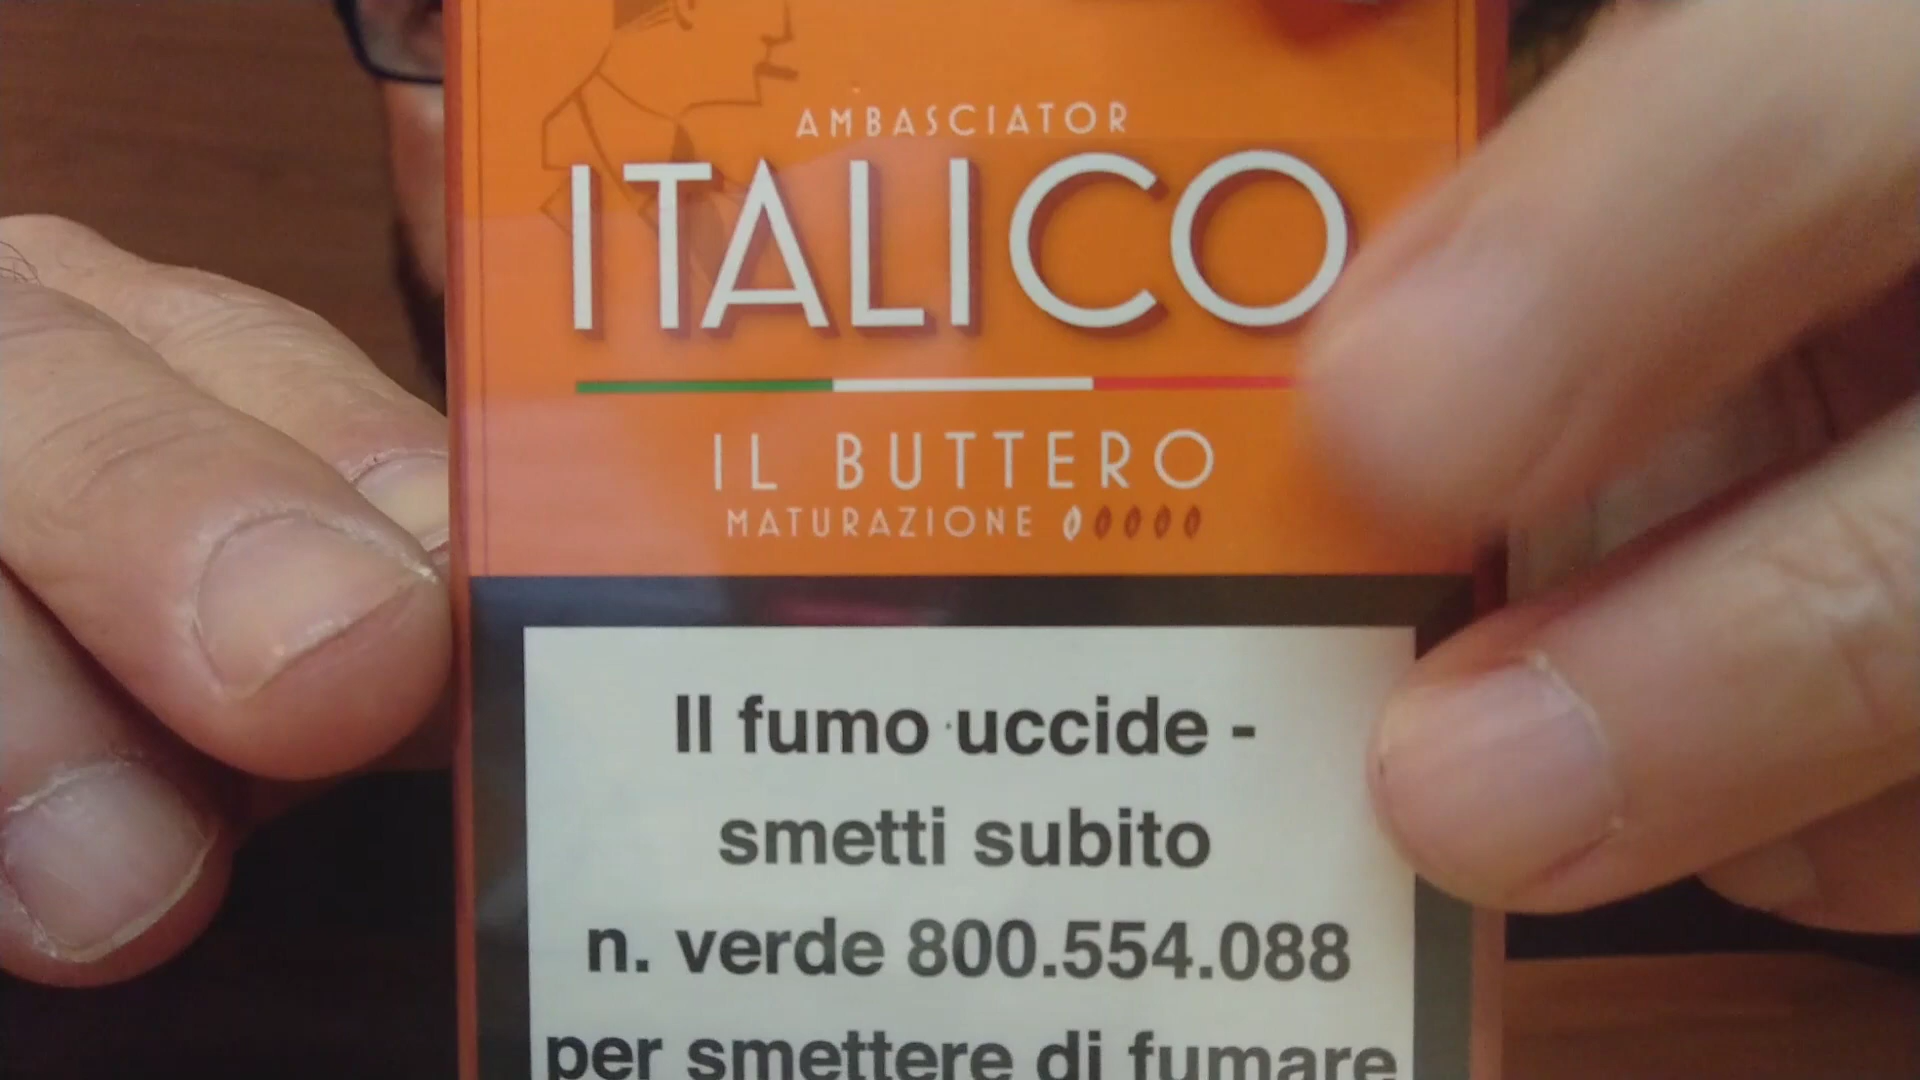 AMBASCIATOR
ITALICO
IL BUTTERO
MATURAZIONE
Il fumo uccide -
smetti subito
n. verde 800.554.088
per smettere di fumare